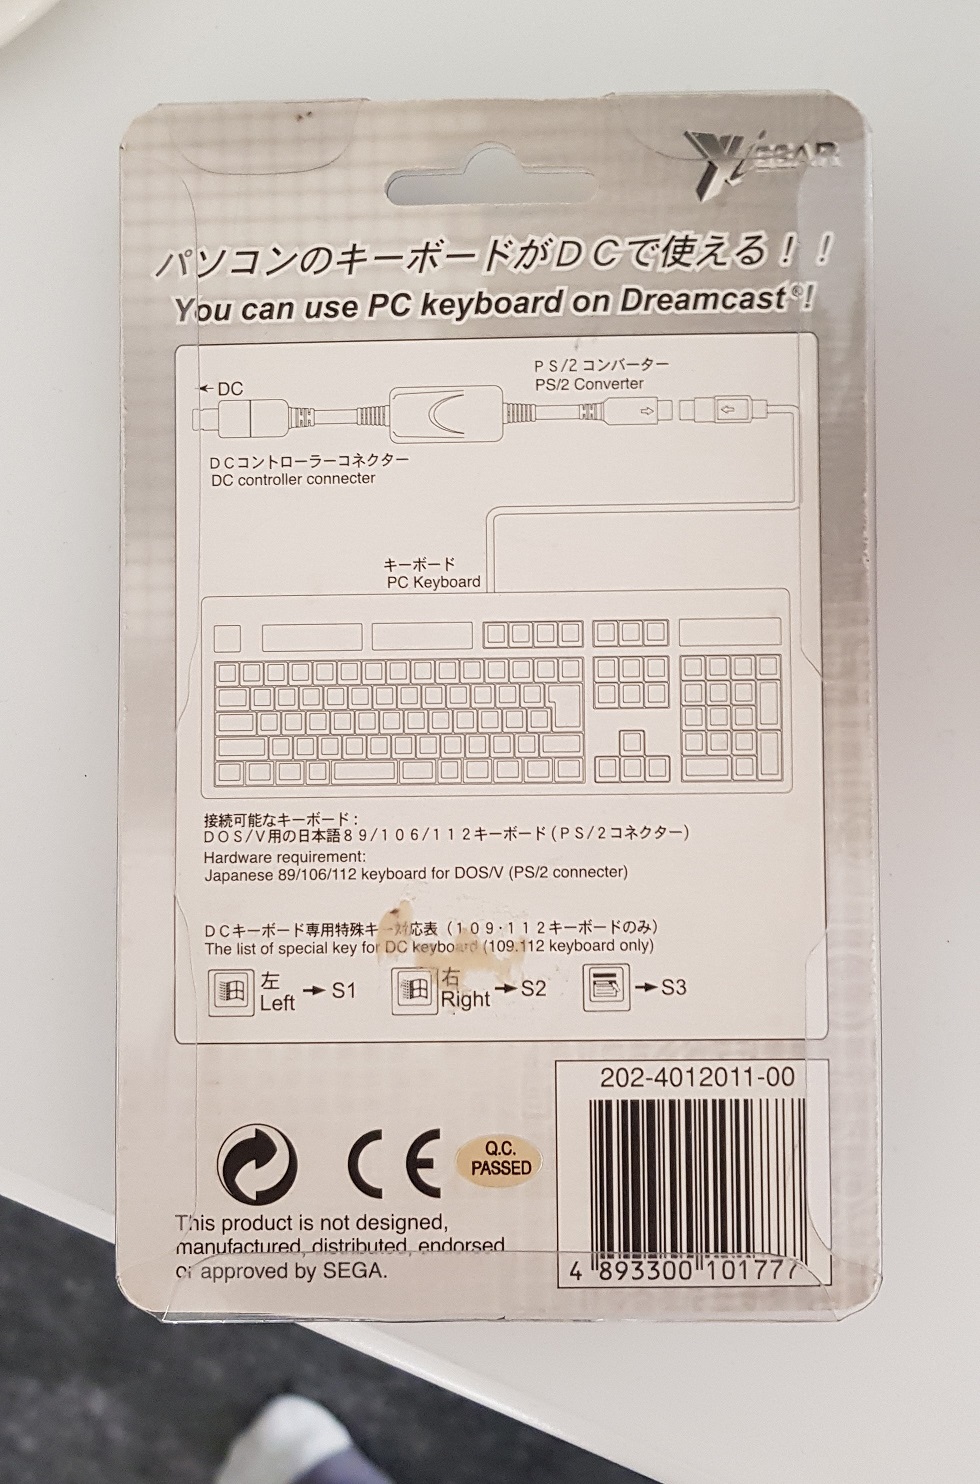 YiGEAR
パソコンのキーボードがＤＣで使える！！
You can use PC keyboard on Dreamcast®!
PS/2 コンバーター
PS/2 Converter
DC
ＤＣコントローラーコネクター
DC controller connecter
キーボード
PC Keyboard
接続可能なキーボード：
ＤＯＳ/Ｖ用の日本語８９/１０６/１１２キーボード(ＰＳ/２コネクター)
Hardware requirement:
Japanese 89/106/112 keyboard for DOS/V (PS/2 connecter)
ＤＣキーボード専用特殊キー対応表（１０９･１１２キーボードのみ）
The list of special key for DC keyboard (109.112 keyboard only)
左 Left → S1 右 Right → S2 → S3
202-4012011-00
CE
Q.C.
PASSED
This product is not designed,
manufactured, distributed, endorsed
or approved by SEGA.
4 893300 101777